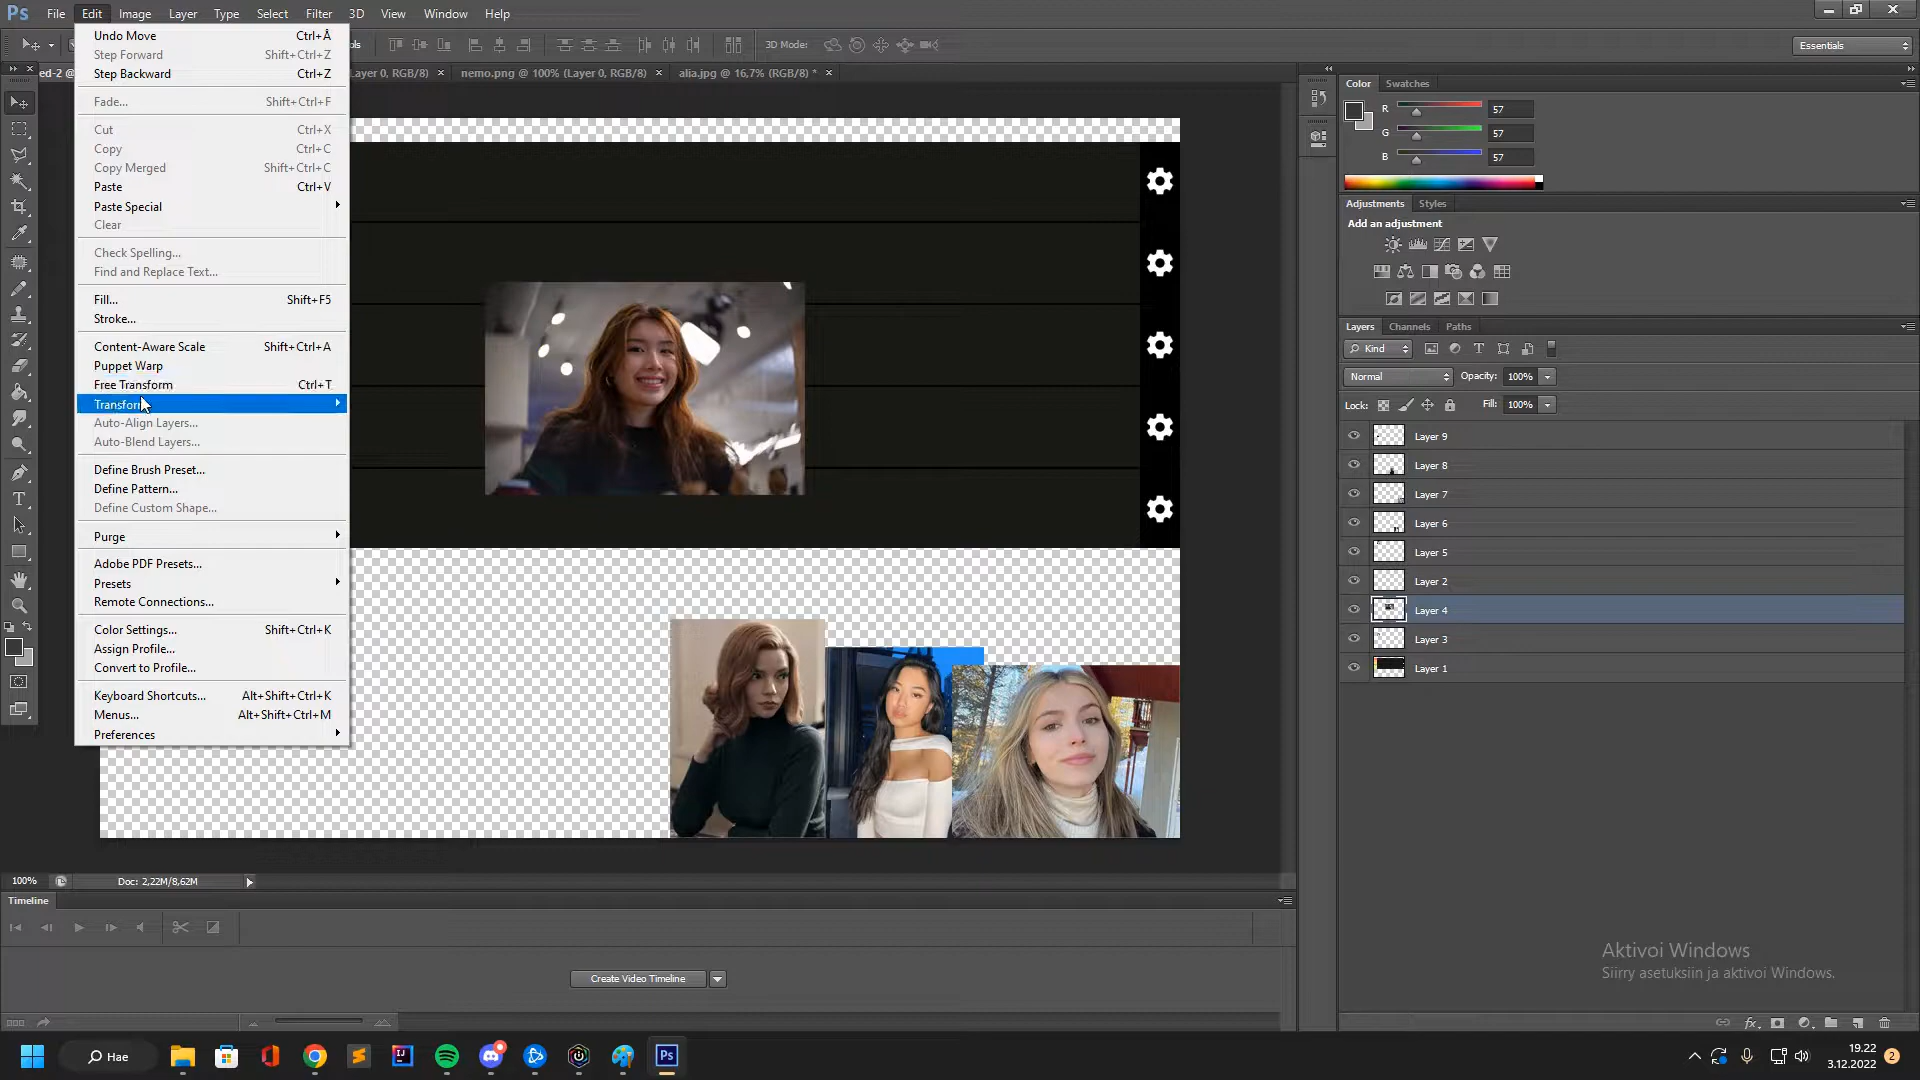 Ps File Edit Image Layer Type Select Filter 3D View Window Help
3D Mode: Essentials
Layer 0, RGB/8) × nemo.png @ 100% (Layer 0, RGB/8) × alia.jpg @ 16,7% (RGB/8) * ×
Undo Move Ctrl+Å
Step Forward Shift+Ctrl+Z
Step Backward Ctrl+Z
Fade... Shift+Ctrl+F
Cut Ctrl+X
Copy Ctrl+C
Copy Merged Shift+Ctrl+C
Paste Ctrl+V
Paste Special
Clear
Check Spelling...
Find and Replace Text...
Fill... Shift+F5
Stroke...
Content-Aware Scale Shift+Ctrl+A
Puppet Warp
Free Transform Ctrl+T
Transform
Auto-Align Layers...
Auto-Blend Layers...
Define Brush Preset...
Define Pattern...
Define Custom Shape...
Purge
Adobe PDF Presets...
Presets
Remote Connections...
Color Settings... Shift+Ctrl+K
Assign Profile...
Convert to Profile...
Keyboard Shortcuts... Alt+Shift+Ctrl+K
Menus... Alt+Shift+Ctrl+M
Preferences
Color Swatches
R 57
G 57
B 57
Adjustments Styles
Add an adjustment
Layers Channels Paths
Kind
Normal Opacity: 100%
Lock: Fill: 100%
Layer 9
Layer 8
Layer 7
Layer 6
Layer 5
Layer 2
Layer 4
Layer 3
Layer 1
100% Doc: 2,22M/8,62M
Timeline
Create Video Timeline
Aktivoi Windows
Siirry asetuksiin ja aktivoi Windows.
Hae
Ps
19.22
3.12.2022
2